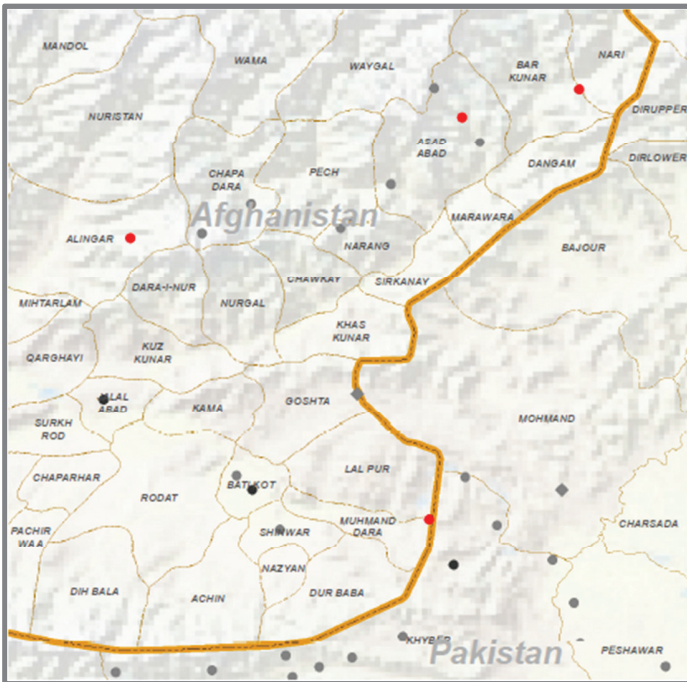 MANDOL
WAMA
WAYGAL
BAR
KUNAR
NARI
NURISTAN
DIRUPPER
ASAD
ABAD
DANGAM
DIRLOWER
CHAPA
DARA
PECH
Afghanistan
MARAWARA
ALINGAR
NARANG
BAJOUR
DARA-I-NUR
CHAWKAY
SIRKANAY
MIHTARLAM
NURGAL
KHAS
KUNAR
QARGHAYI
KUZ
KUNAR
JALAL
ABAD
KAMA
GOSHTA
MOHMAND
SURKH
ROD
CHAPARHAR
RODAT
BATI KOT
LAL PUR
PACHIR
WAA
SHINWAR
MUHMAND
DARA
CHARSADA
NAZYAN
DIH BALA
ACHIN
DUR BABA
KHYBER
Pakistan
PESHAWAR